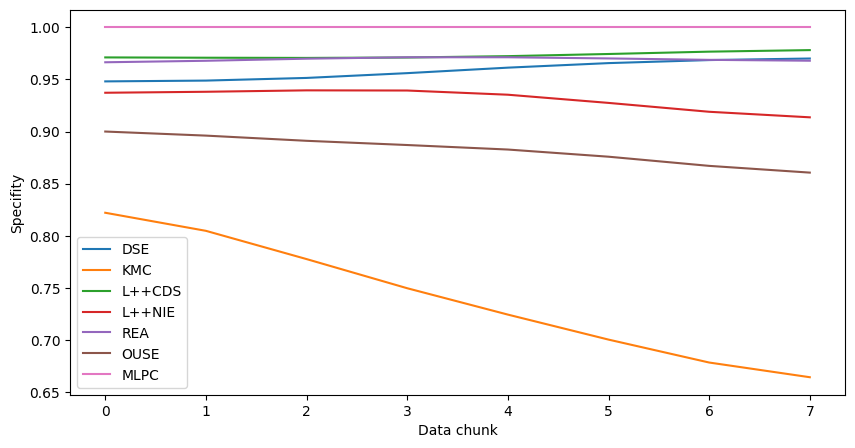 1.00
0.95
0.90
0.85
0.80
0.75
0.70
0.65
Specifity
DSE
KMC
L++CDS
L++NIE
REA
OUSE
MLPC
0 1 2 3 4 5 6 7
Data chunk